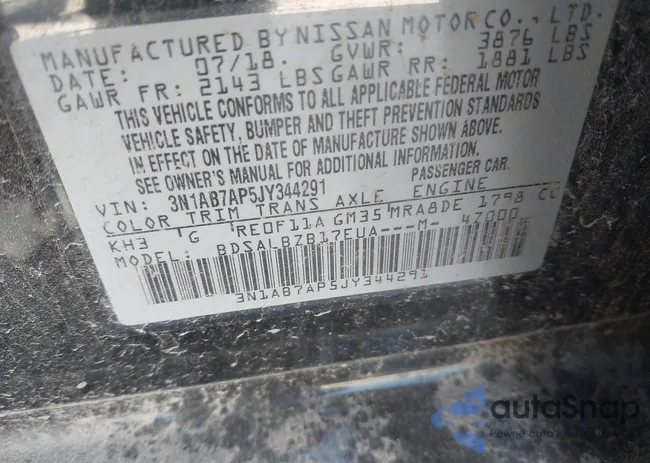 MANUFACTURED BY NISSAN MOTOR CO., LTD.
DATE: 07/18. GVWR: 3876 LBS
GAWR FR: 2143 LBS GAWR RR: 1881 LBS
THIS VEHICLE CONFORMS TO ALL APPLICABLE FEDERAL MOTOR
VEHICLE SAFETY, BUMPER AND THEFT PREVENTION STANDARDS
IN EFFECT ON THE DATE OF MANUFACTURE SHOWN ABOVE.
SEE OWNER'S MANUAL FOR ADDITIONAL INFORMATION.
VIN: 3N1AB7AP5JY344291 PASSENGER CAR.
COLOR TRIM TRANS AXLE ENGINE
KH3 G RE0F11A GM35 MRA8DE 1798 CC
MODEL: BDSALBZB17EUA---M- 47000
3N1AB7AP5JY344291
autaSnap
Pewne auta z